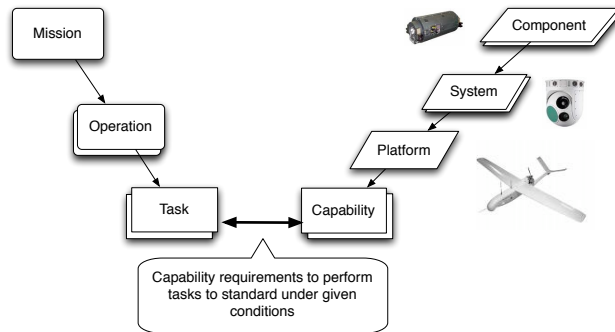 Mission
Component
System
Operation
Platform
Task
Capability
Capability requirements to perform
tasks to standard under given
conditions